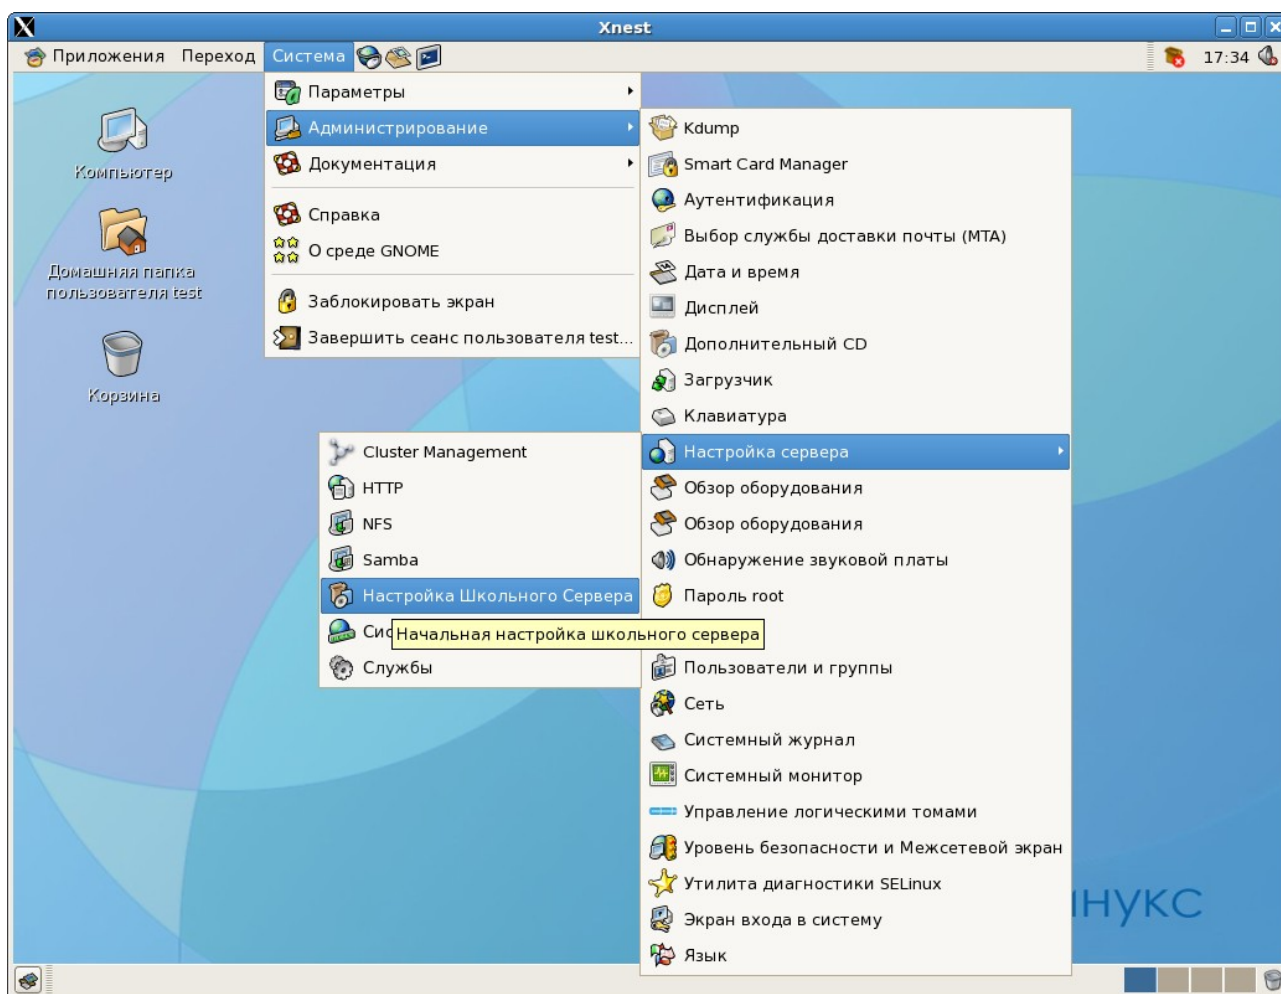 Xnest
Приложения Переход Система
17:34
Компьютер
Домашняя папка
пользователя test
Корзина
Параметры
Администрирование
Документация
Справка
О среде GNOME
Заблокировать экран
Завершить сеанс пользователя test...
Kdump
Smart Card Manager
Аутентификация
Выбор службы доставки почты (MTA)
Дата и время
Дисплей
Дополнительный CD
Загрузчик
Клавиатура
Настройка сервера
Обзор оборудования
Обзор оборудования
Обнаружение звуковой платы
Пароль root
Пользователи и группы
Сеть
Системный журнал
Системный монитор
Управление логическими томами
Уровень безопасности и Межсетевой экран
Утилита диагностики SELinux
Экран входа в систему
Язык
Cluster Management
HTTP
NFS
Samba
Настройка Школьного Сервера
Начальная настройка школьного сервера
Службы